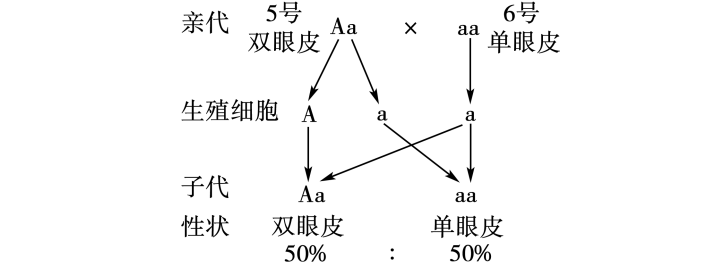 亲代 5号 双眼皮 Aa × aa 6号 单眼皮
生殖细胞 A a a
子代 Aa aa
性状 双眼皮 单眼皮
50% : 50%